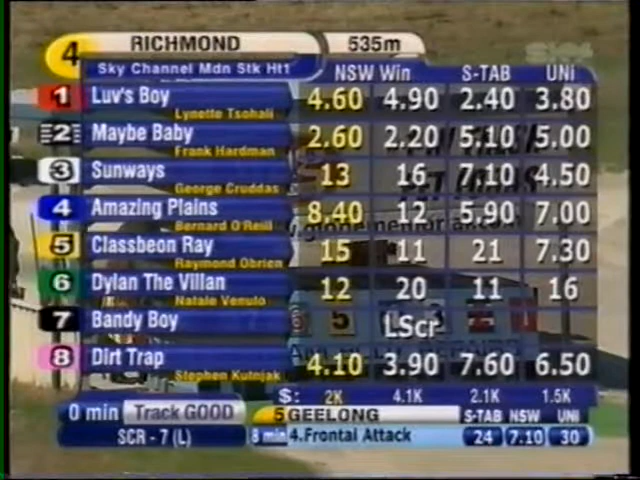 4 RICHMOND 535m
Sky Channel Mdn Stk Ht1 NSW Win S-TAB UNi
1 Luv's Boy 4.60 4.90 2.40 3.80
Lynette Tsohali
2 Maybe Baby 2.60 2.20 5.10 5.00
Frank Hardman
3 Sunways 13 16 7.10 4.50
George Cruddas
4 Amazing Plains 8.40 12 5.90 7.00
Bernard O'Reill
5 Classbeon Ray 15 11 21 7.30
Raymond Obrien
6 Dylan The Villan 12 20 11 16
Natale Venulo
7 Bandy Boy LScr
8 Dirt Trap 4.10 3.90 7.60 6.50
Stephen Kutnjak
$: 2K 4.1K 2.1K 1.5K
0 min Track GOOD 5 GEELONG S-TAB NSW UNI
SCR - 7 (L) 8 min 4.Frontal Attack 24 7.10 30